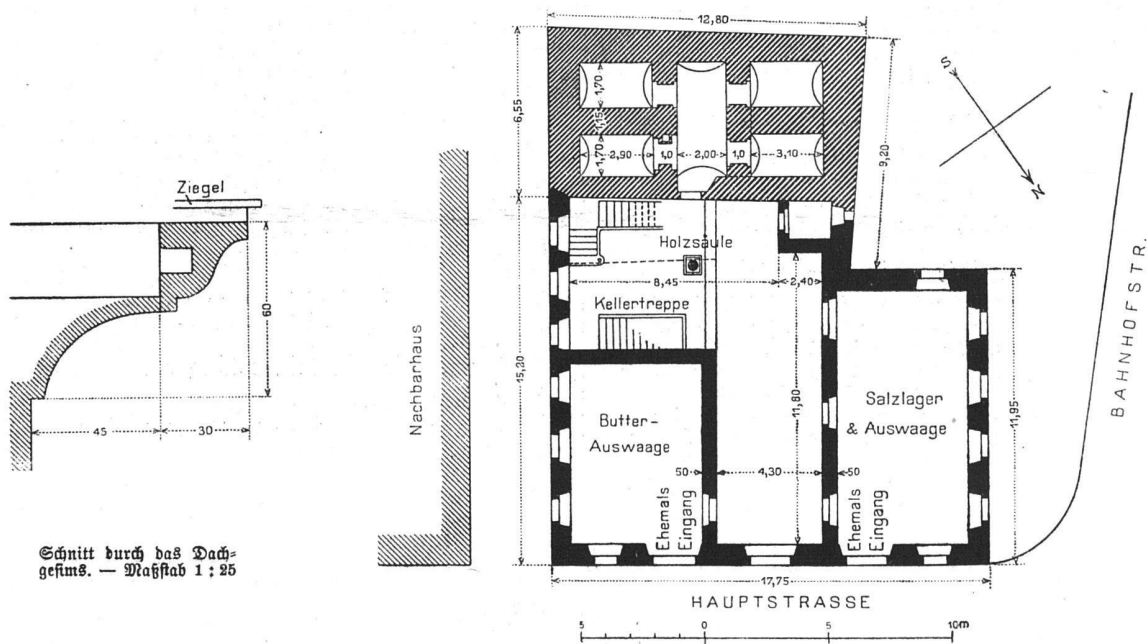 Ziegel
60
45
30
Schnitt durch das Dach-
gesims. — Maßstab 1 : 25
Nachbarhaus
12,80
6,55
1,70
1,15
1,70
2,90
1,0
2,00
1,0
3,10
9,20
S
N
Holzsäule
8,45
2,40
Kellertreppe
15,20
11,80
Butter-
Auswaage
Salzlager
& Auswaage
50
4,30
50
Ehemals
Eingang
Ehemals
Eingang
11,95
17,75
BAHNHOFSTR.
HAUPTSTRASSE
5
0
5
10m